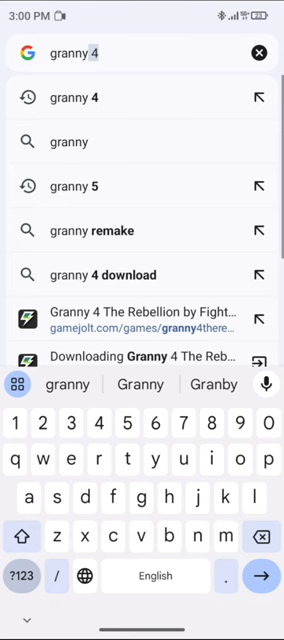 3:00 PM
23
granny 4
granny 4
granny
granny 5
granny remake
granny 4 download
Granny 4 The Rebellion by Fight...
gamejolt.com/games/granny4there...
Downloading Granny 4 The Reb...
granny Granny Granby
1 2 3 4 5 6 7 8 9 0
q w e r t y u i o p
a s d f g h j k l
z x c v b n m
?123 / English .